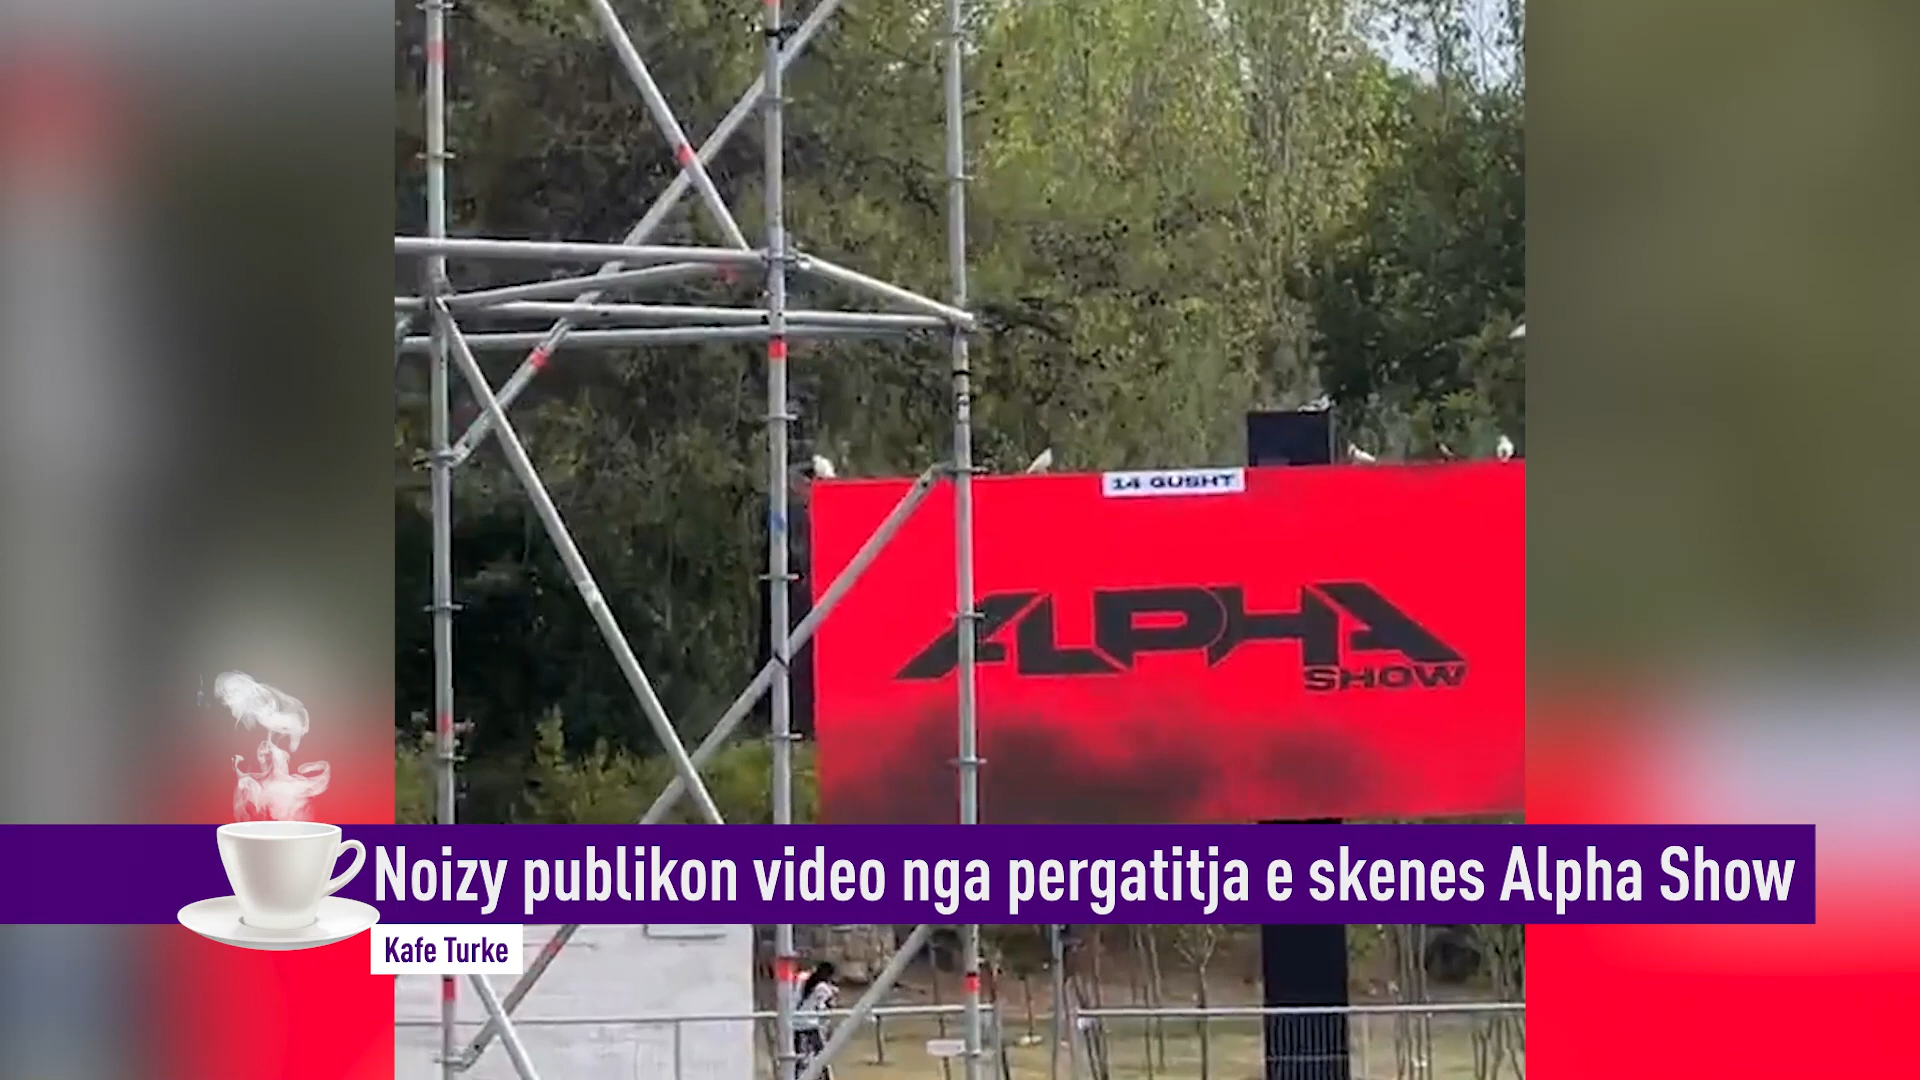 14 GUSHT
ALPHA
SHOW
Noizy publikon video nga pergatitja e skenes Alpha Show
Kafe Turke